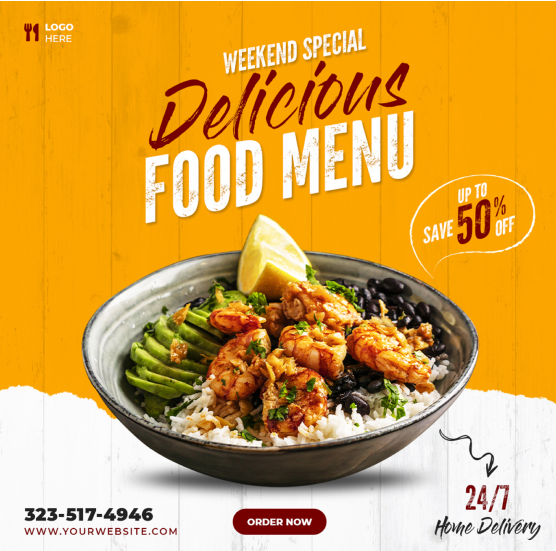 LOGO
HERE
WEEKEND SPECIAL
Delicious
FOOD MENU
UP TO
SAVE 50% OFF
24/7
Home Delivery
323-517-4946
WWW.YOURWEBSITE.COM
ORDER NOW